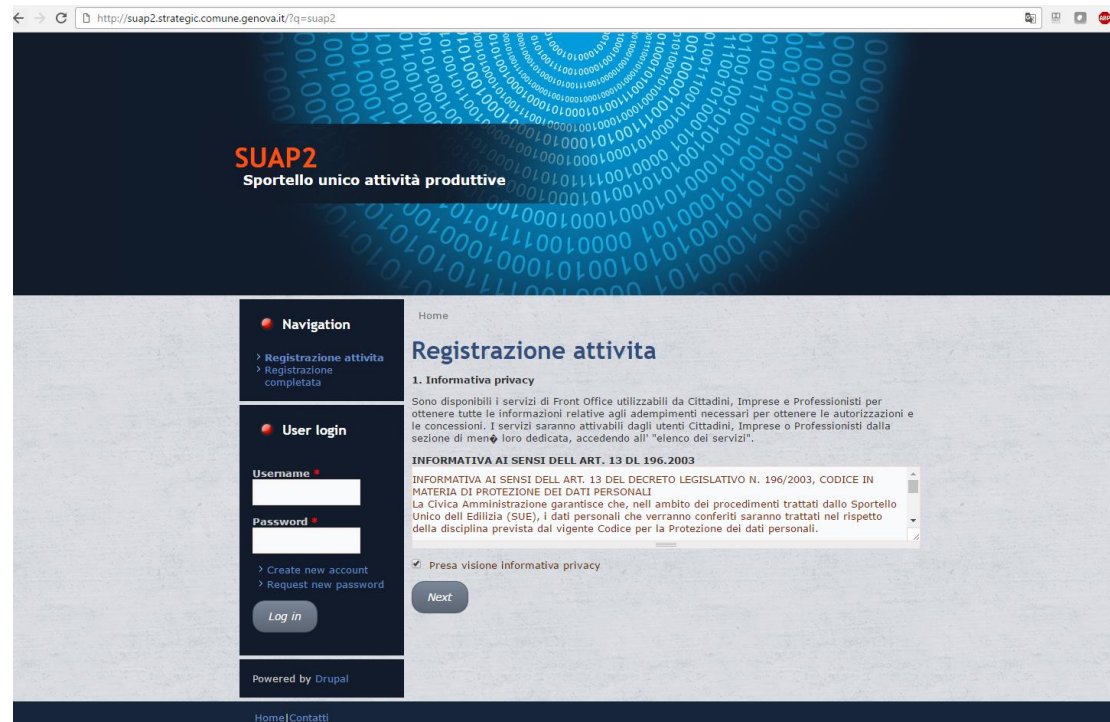 http://suap2.strategic.comune.genova.it/?q=suap2
ABP
SUAP2
Sportello unico attività produttive
Navigation
> Registrazione attivita
> Registrazione
completata
User login
Username *
Password *
> Create new account
> Request new password
Log in
Powered by Drupal
Home
Registrazione attivita
1. Informativa privacy
Sono disponibili i servizi di Front Office utilizzabili da Cittadini, Imprese e Professionisti per
ottenere tutte le informazioni relative agli adempimenti necessari per ottenere le autorizzazioni e
le concessioni. I servizi saranno attivabili dagli utenti Cittadini, Imprese o Professionisti dalla
sezione di men� loro dedicata, accedendo all' "elenco dei servizi".
INFORMATIVA AI SENSI DELL ART. 13 DL 196.2003
INFORMATIVA AI SENSI DELL ART. 13 DEL DECRETO LEGISLATIVO N. 196/2003, CODICE IN
MATERIA DI PROTEZIONE DEI DATI PERSONALI
La Civica Amministrazione garantisce che, nell ambito dei procedimenti trattati dallo Sportello
Unico dell Edilizia (SUE), i dati personali che verranno conferiti saranno trattati nel rispetto
della disciplina prevista dal vigente Codice per la Protezione dei dati personali.
Presa visione informativa privacy
Next
Home|Contatti